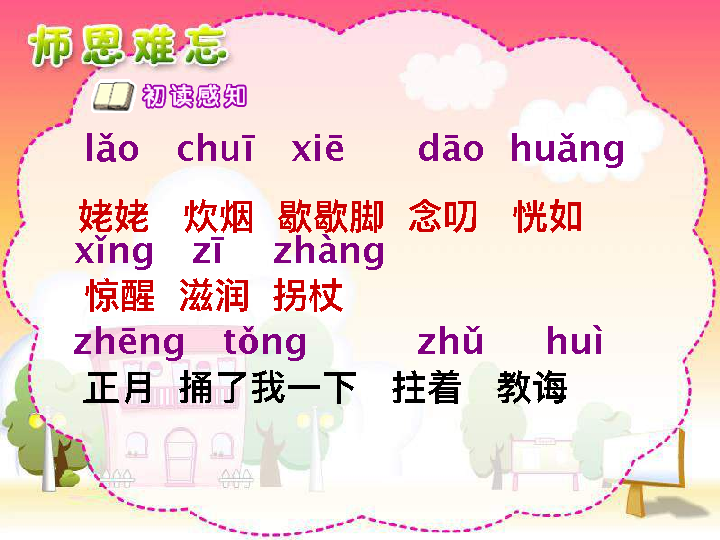 师恩难忘
初读感知
lǎo chuī xiē dāo huǎng
姥姥 炊烟 歇歇脚 念叨 恍如
xǐng zī zhàng
惊醒 滋润 拐杖
zhēng tǒng zhǔ huì
正月 捅了我一下 拄着 教诲